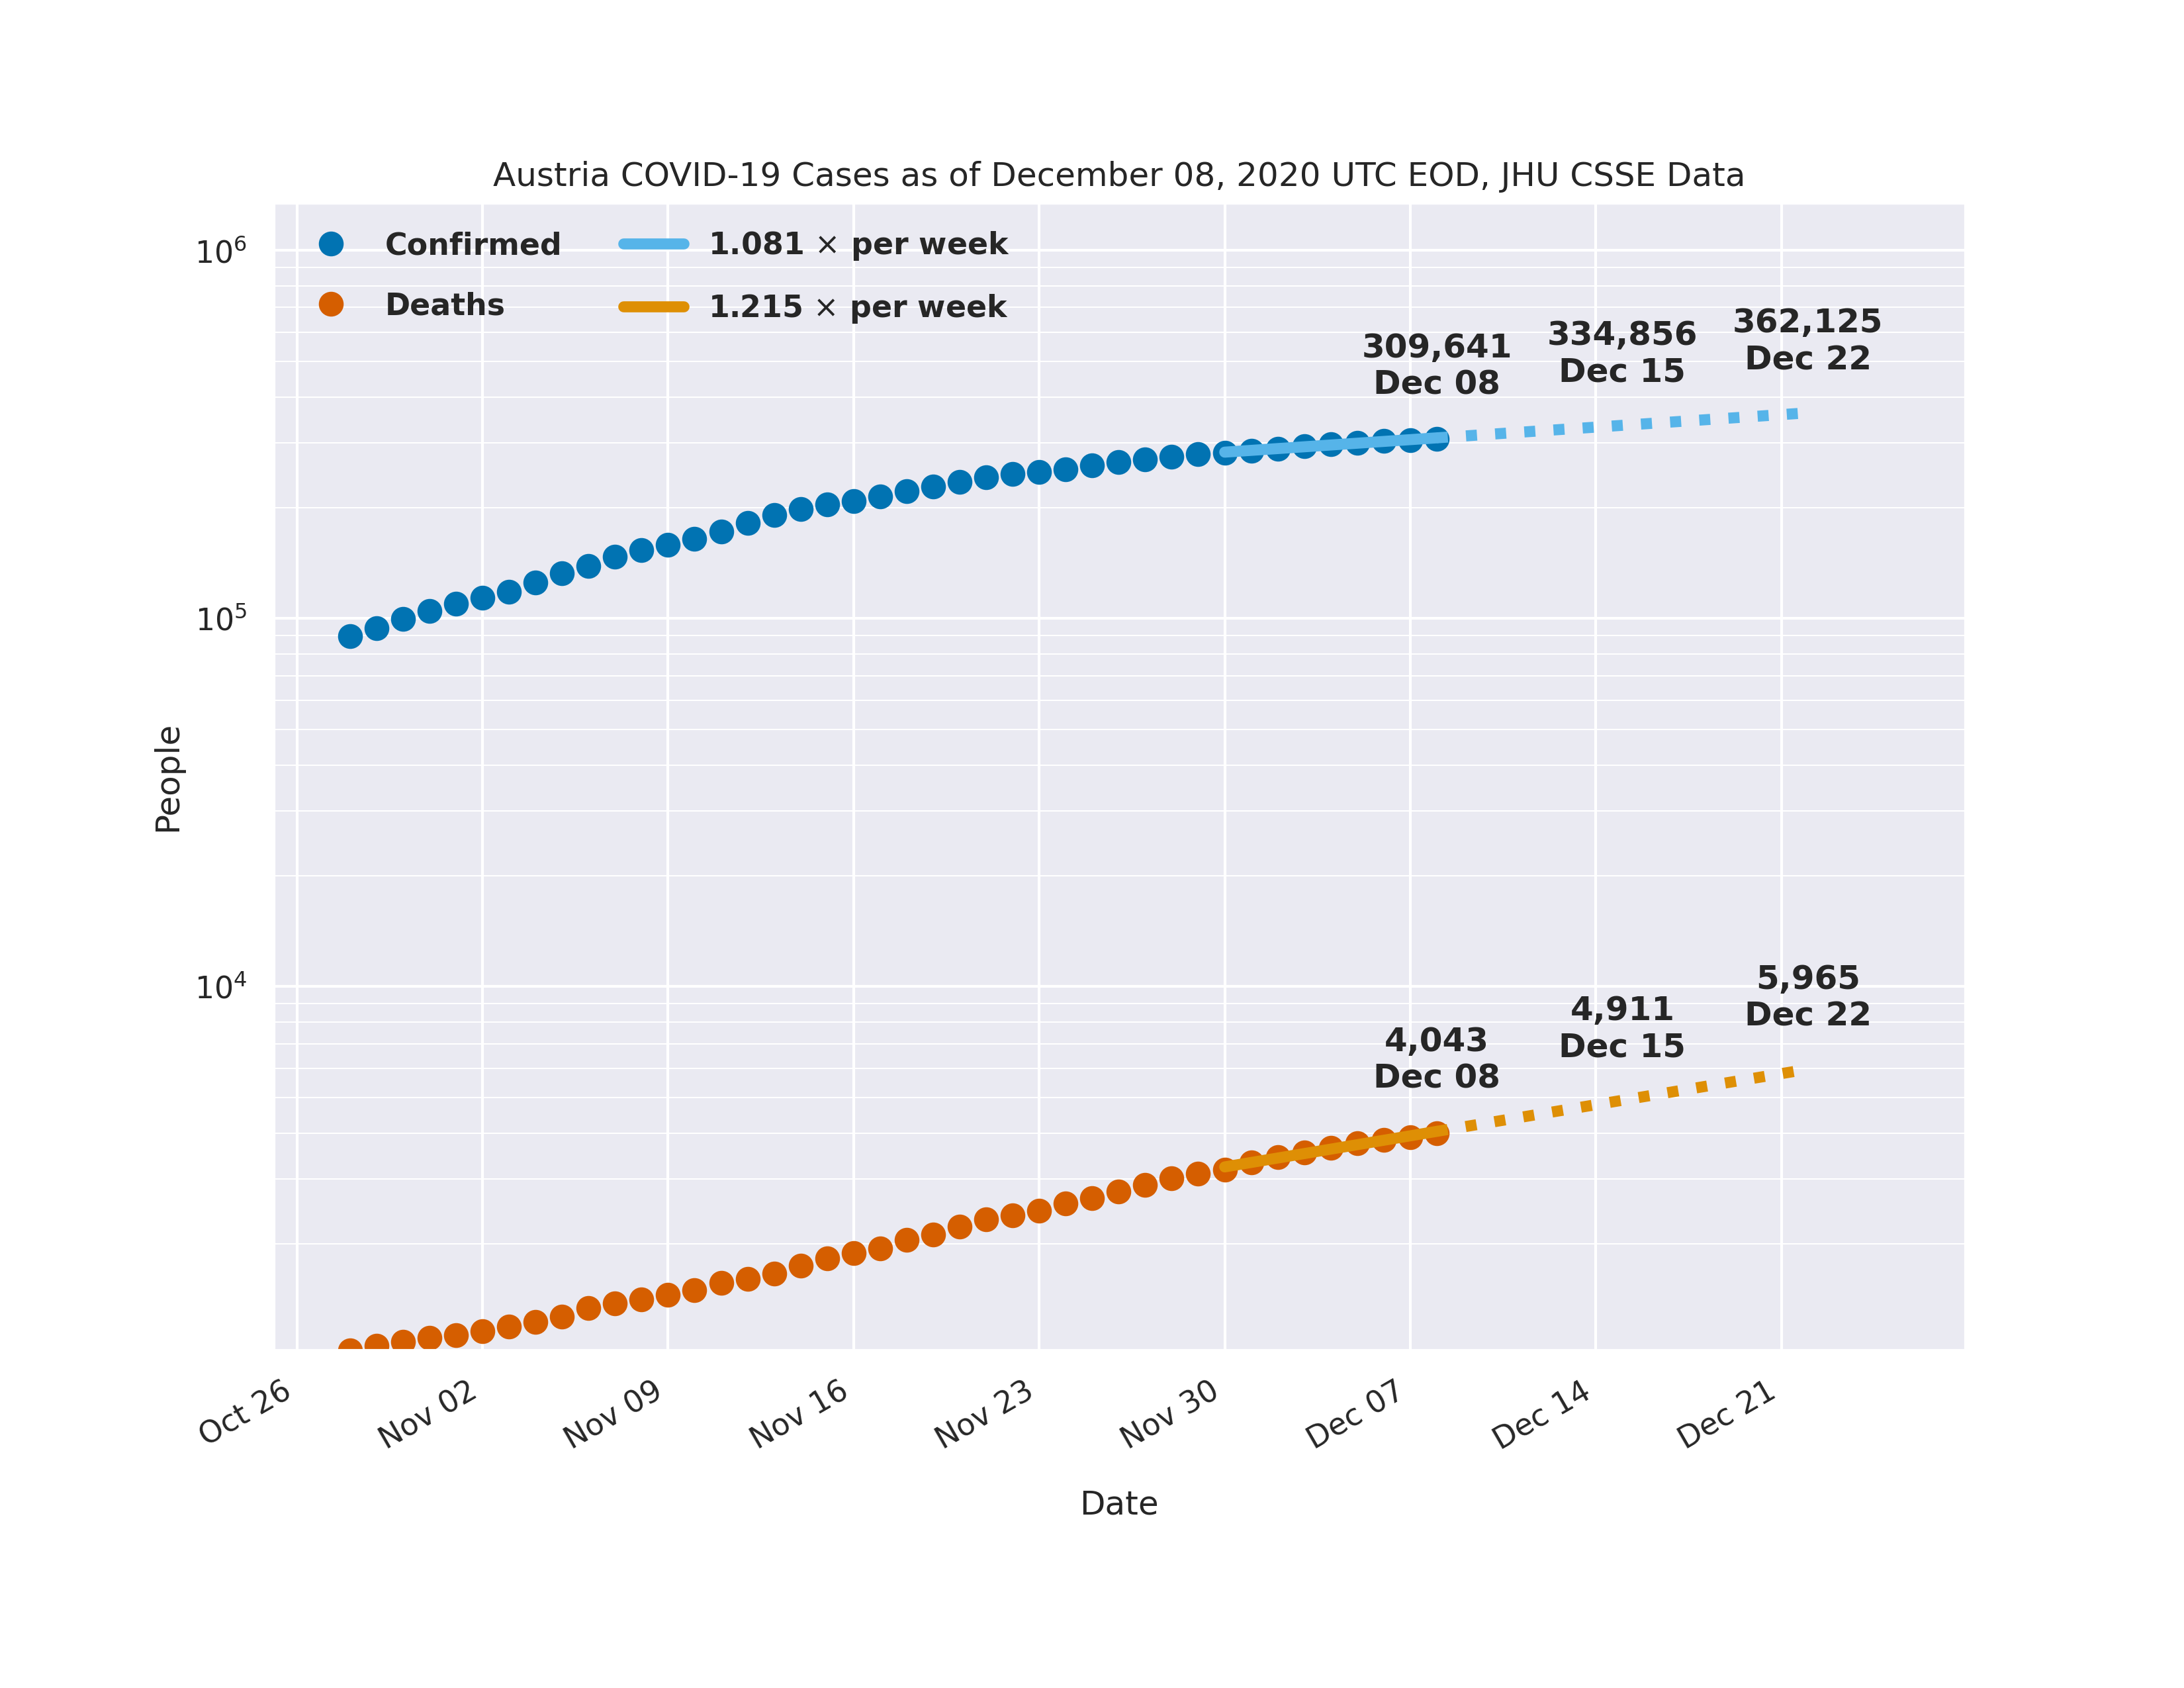 Austria COVID-19 Cases as of December 08, 2020 UTC EOD, JHU CSSE Data
Confirmed
Deaths
1.081 × per week
1.215 × per week
309,641
Dec 08
334,856
Dec 15
362,125
Dec 22
4,043
Dec 08
4,911
Dec 15
5,965
Dec 22
People
10⁶
10⁵
10⁴
Oct 26
Nov 02
Nov 09
Nov 16
Nov 23
Nov 30
Dec 07
Dec 14
Dec 21
Date